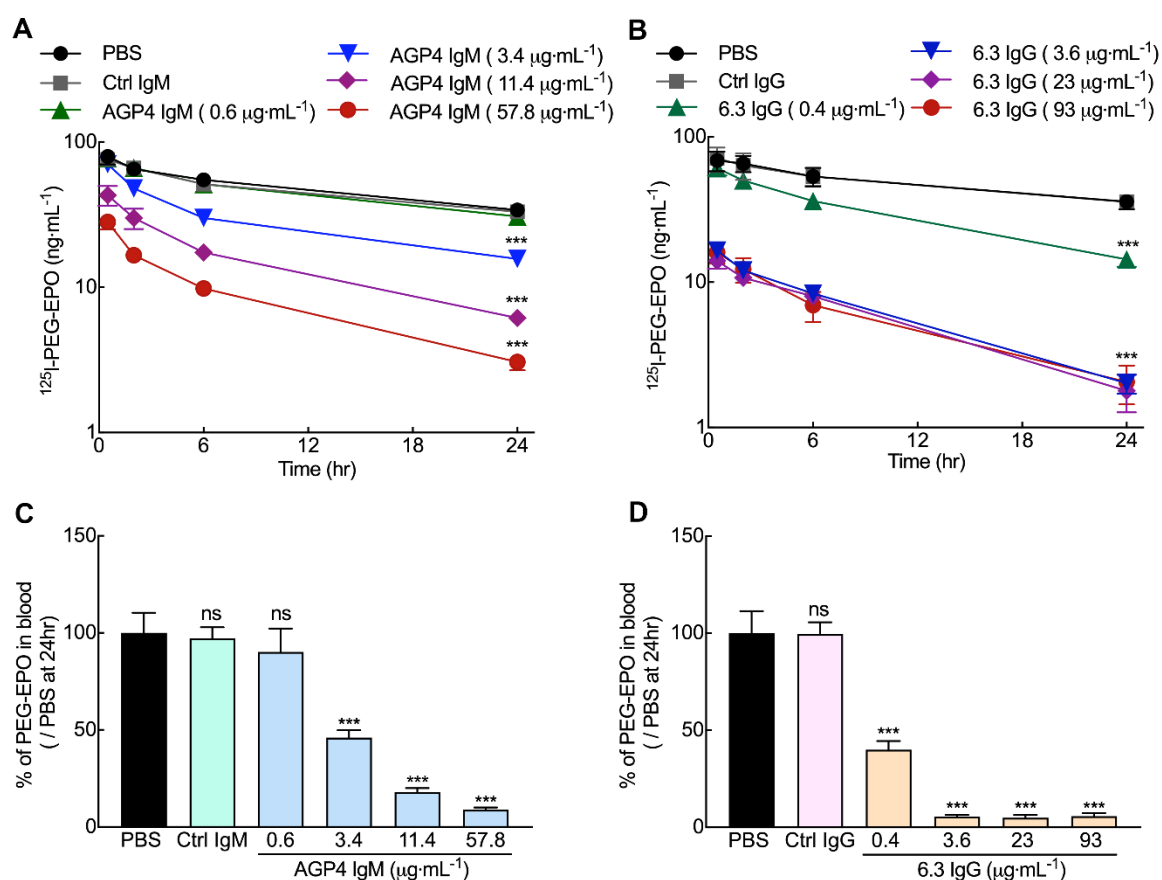 A
PBS
Ctrl IgM
AGP4 IgM ( 0.6 µg·mL⁻¹)
AGP4 IgM ( 3.4 µg·mL⁻¹)
AGP4 IgM ( 11.4 µg·mL⁻¹)
AGP4 IgM ( 57.8 µg·mL⁻¹)
¹²⁵I-PEG-EPO (ng·mL⁻¹)
100
10
1
***
***
***
0 6 12 18 24
Time (hr)
B
PBS
Ctrl IgG
6.3 IgG ( 0.4 µg·mL⁻¹)
6.3 IgG ( 3.6 µg·mL⁻¹)
6.3 IgG ( 23 µg·mL⁻¹)
6.3 IgG ( 93 µg·mL⁻¹)
¹²⁵I-PEG-EPO (ng·mL⁻¹)
100
10
1
***
***
0 6 12 18 24
Time (hr)
C
% of PEG-EPO in blood
( / PBS at 24hr)
150
100
50
0
ns
ns
***
***
***
PBS Ctrl IgM 0.6 3.4 11.4 57.8
AGP4 IgM (µg·mL⁻¹)
D
% of PEG-EPO in blood
( / PBS at 24hr)
150
100
50
0
ns
***
***
***
***
PBS Ctrl IgG 0.4 3.6 23 93
6.3 IgG (µg·mL⁻¹)